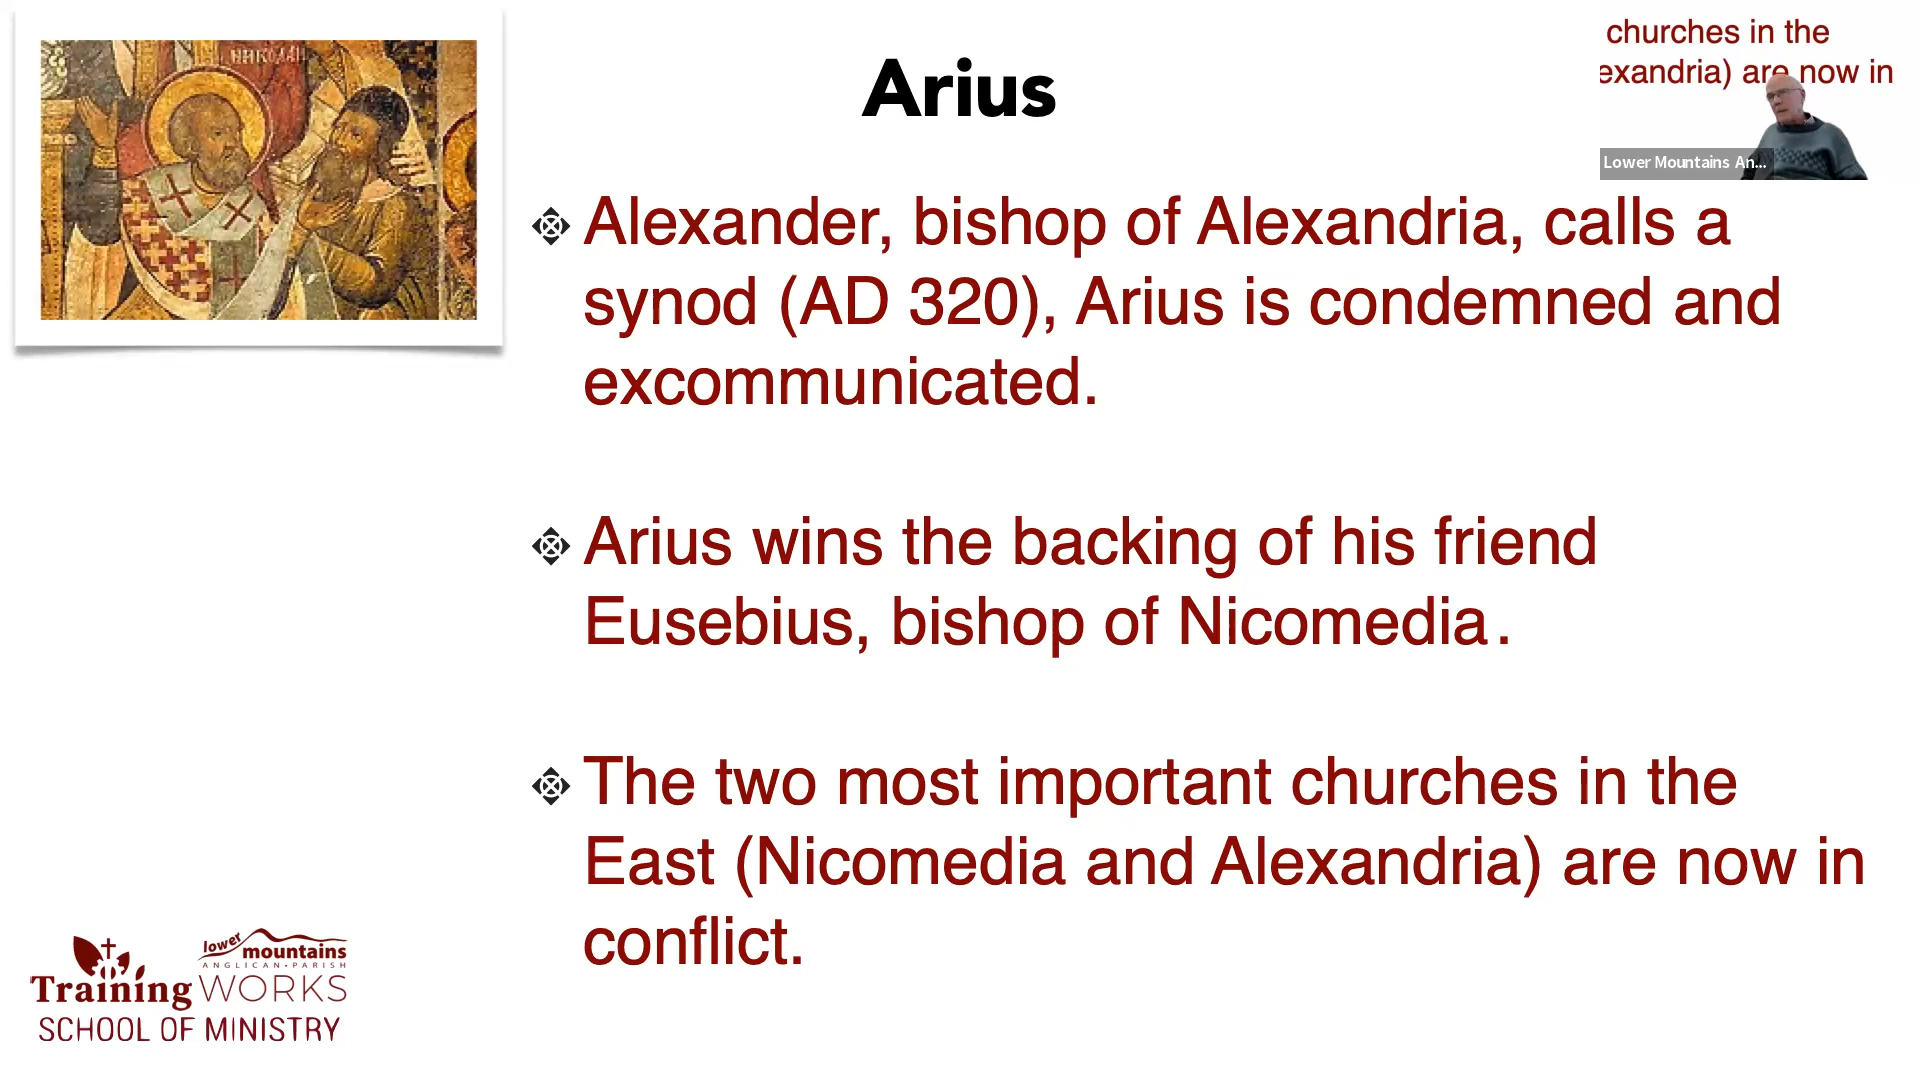 НИКОЛАИ
Arius
churches in the
exandria) are now in
Lower Mountains An...
Alexander, bishop of Alexandria, calls a
synod (AD 320), Arius is condemned and
excommunicated.
Arius wins the backing of his friend
Eusebius, bishop of Nicomedia.
The two most important churches in the
East (Nicomedia and Alexandria) are now in
conflict.
lower
mountains
ANGLICAN•PARISH
Training WORKS
SCHOOL OF MINISTRY